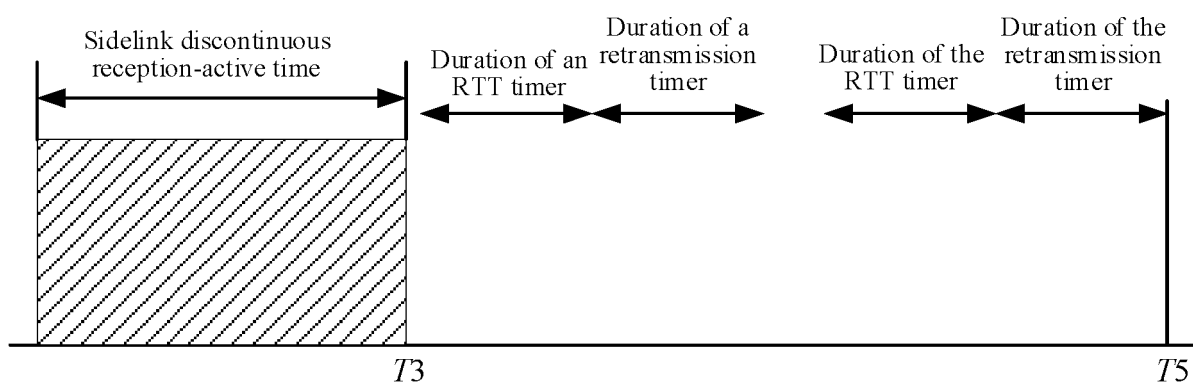 Sidelink discontinuous
reception-active time
Duration of an
RTT timer
Duration of a
retransmission
timer
Duration of the
RTT timer
Duration of the
retransmission
timer
T3
T5